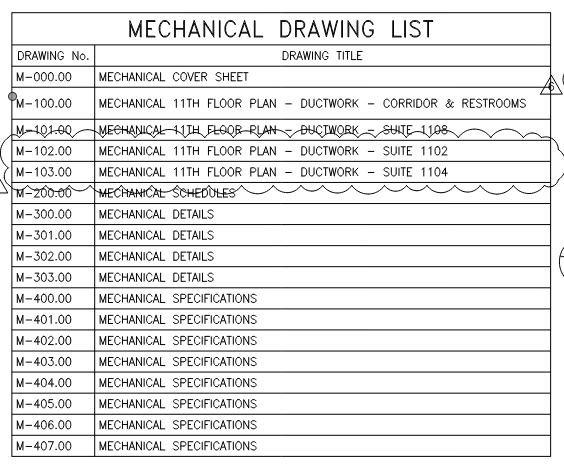 MECHANICAL DRAWING LIST
DRAWING No. DRAWING TITLE
M-000.00 MECHANICAL COVER SHEET
M-100.00 MECHANICAL 11TH FLOOR PLAN - DUCTWORK - CORRIDOR & RESTROOMS
6
M-101.00 MECHANICAL 11TH FLOOR PLAN - DUCTWORK - SUITE 1108
M-102.00 MECHANICAL 11TH FLOOR PLAN - DUCTWORK - SUITE 1102
M-103.00 MECHANICAL 11TH FLOOR PLAN - DUCTWORK - SUITE 1104
M-200.00 MECHANICAL SCHEDULES
M-300.00 MECHANICAL DETAILS
M-301.00 MECHANICAL DETAILS
M-302.00 MECHANICAL DETAILS
M-303.00 MECHANICAL DETAILS
M-400.00 MECHANICAL SPECIFICATIONS
M-401.00 MECHANICAL SPECIFICATIONS
M-402.00 MECHANICAL SPECIFICATIONS
M-403.00 MECHANICAL SPECIFICATIONS
M-404.00 MECHANICAL SPECIFICATIONS
M-405.00 MECHANICAL SPECIFICATIONS
M-406.00 MECHANICAL SPECIFICATIONS
M-407.00 MECHANICAL SPECIFICATIONS